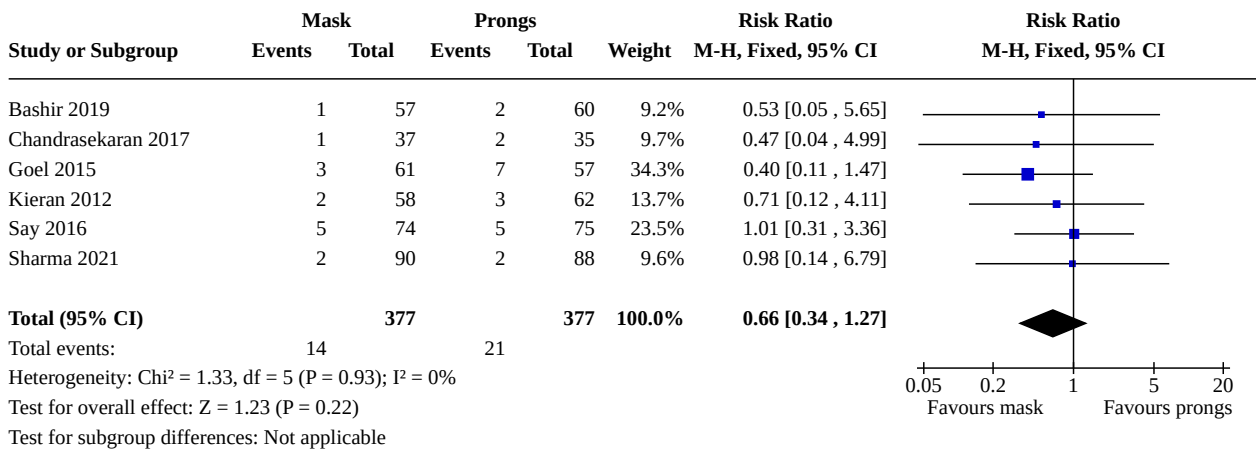 Mask Prongs Risk Ratio Risk Ratio
Study or Subgroup Events Total Events Total Weight M-H, Fixed, 95% CI M-H, Fixed, 95% CI
Bashir 2019 1 57 2 60 9.2% 0.53 [0.05 , 5.65]
Chandrasekaran 2017 1 37 2 35 9.7% 0.47 [0.04 , 4.99]
Goel 2015 3 61 7 57 34.3% 0.40 [0.11 , 1.47]
Kieran 2012 2 58 3 62 13.7% 0.71 [0.12 , 4.11]
Say 2016 5 74 5 75 23.5% 1.01 [0.31 , 3.36]
Sharma 2021 2 90 2 88 9.6% 0.98 [0.14 , 6.79]
Total (95% CI) 377 377 100.0% 0.66 [0.34 , 1.27]
Total events: 14 21
Heterogeneity: Chi² = 1.33, df = 5 (P = 0.93); I² = 0%
0.05 0.2 1 5 20
Test for overall effect: Z = 1.23 (P = 0.22)
Favours mask Favours prongs
Test for subgroup differences: Not applicable